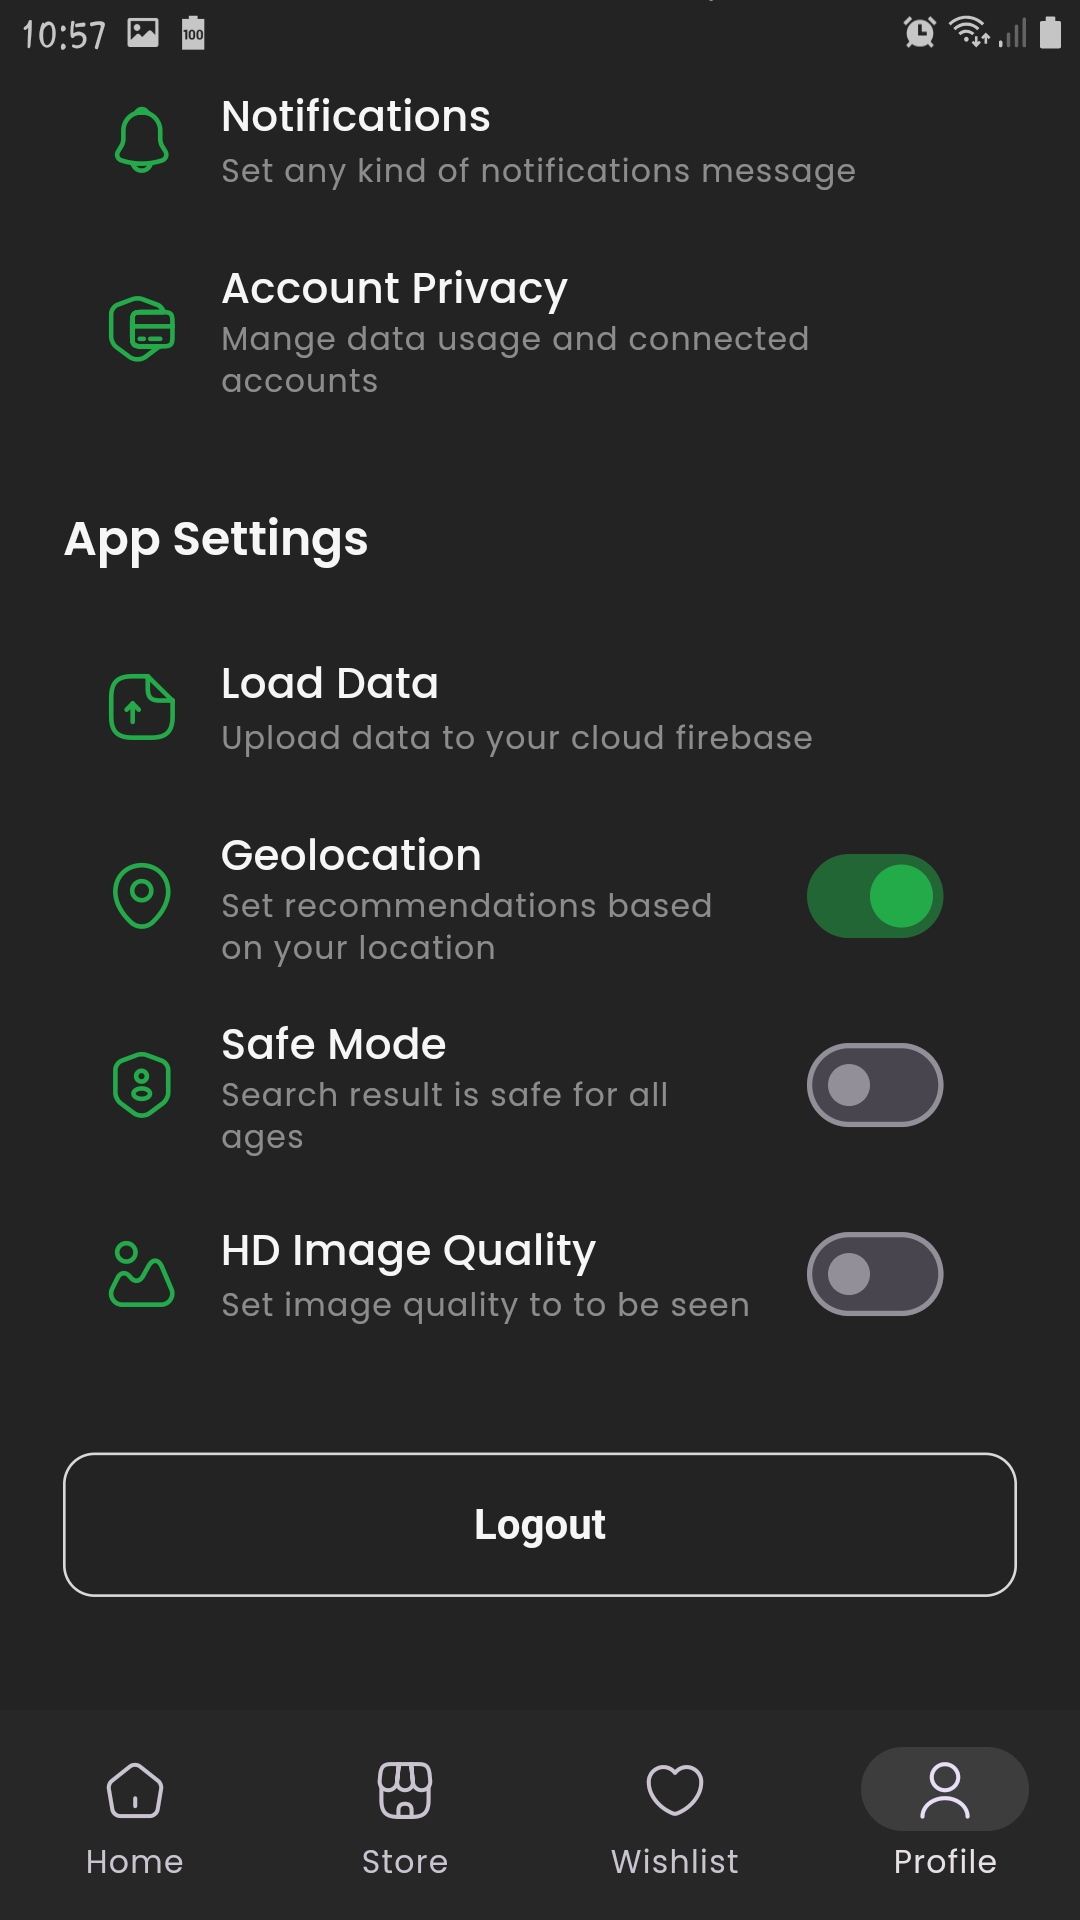 10:57
100
Notifications
Set any kind of notifications message
Account Privacy
Mange data usage and connected
accounts
App Settings
Load Data
Upload data to your cloud firebase
Geolocation
Set recommendations based
on your location
Safe Mode
Search result is safe for all
ages
HD Image Quality
Set image quality to to be seen
Logout
Home
Store
Wishlist
Profile